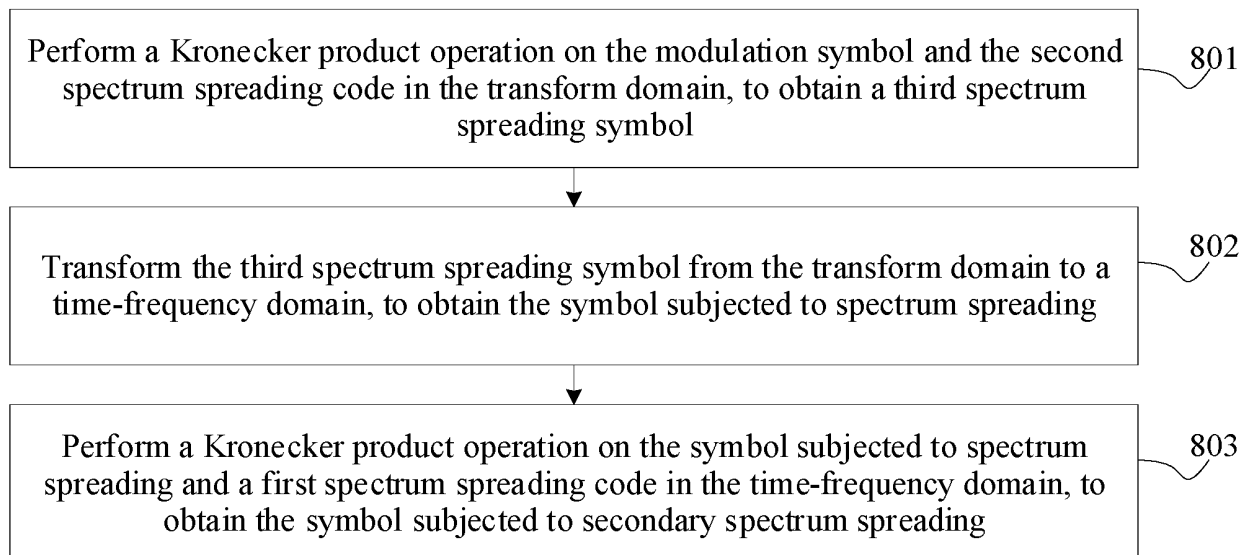 Perform a Kronecker product operation on the modulation symbol and the second
spectrum spreading code in the transform domain, to obtain a third spectrum
spreading symbol
801
Transform the third spectrum spreading symbol from the transform domain to a
time-frequency domain, to obtain the symbol subjected to spectrum spreading
802
Perform a Kronecker product operation on the symbol subjected to spectrum
spreading and a first spectrum spreading code in the time-frequency domain, to
obtain the symbol subjected to secondary spectrum spreading
803